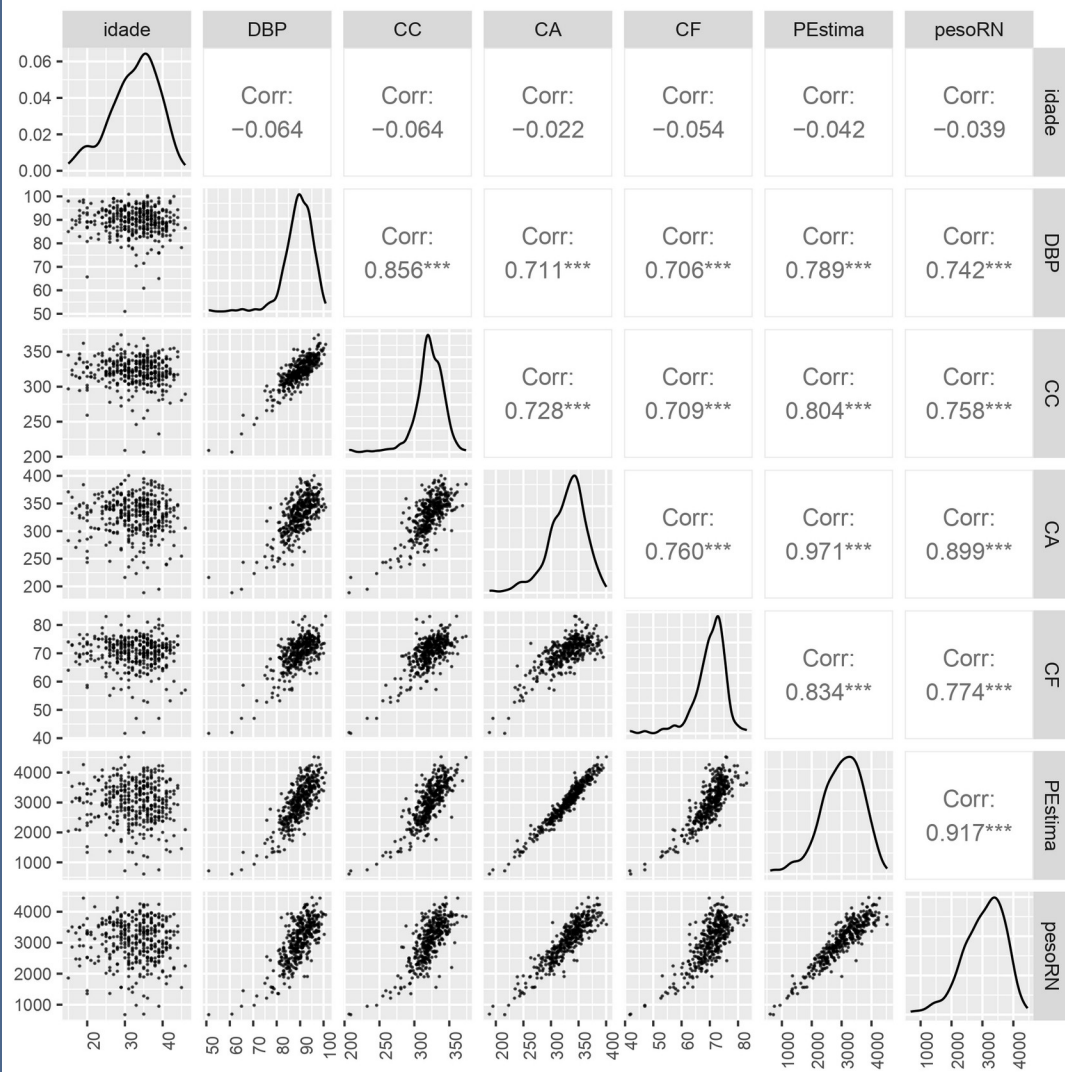 idade DBP CC CA CF PEstima pesoRN
0.06
0.04
0.02
0.00
Corr: Corr: Corr: Corr: Corr: Corr:
−0.064 −0.064 −0.022 −0.054 −0.042 −0.039
idade
100
90
80
70
60
50
Corr: Corr: Corr: Corr: Corr:
0.856*** 0.711*** 0.706*** 0.789*** 0.742***
DBP
350
300
250
200
Corr: Corr: Corr: Corr:
0.728*** 0.709*** 0.804*** 0.758***
CC
400
350
300
250
200
Corr: Corr: Corr:
0.760*** 0.971*** 0.899***
CA
80
70
60
50
40
Corr: Corr:
0.834*** 0.774***
CF
4000
3000
2000
1000
Corr:
0.917***
PEstima
4000
3000
2000
1000
pesoRN
20 30 40 50 60 70 80 90 100 200 250 300 350 200 250 300 350 400 40 50 60 70 80 1000 2000 3000 4000 1000 2000 3000 4000